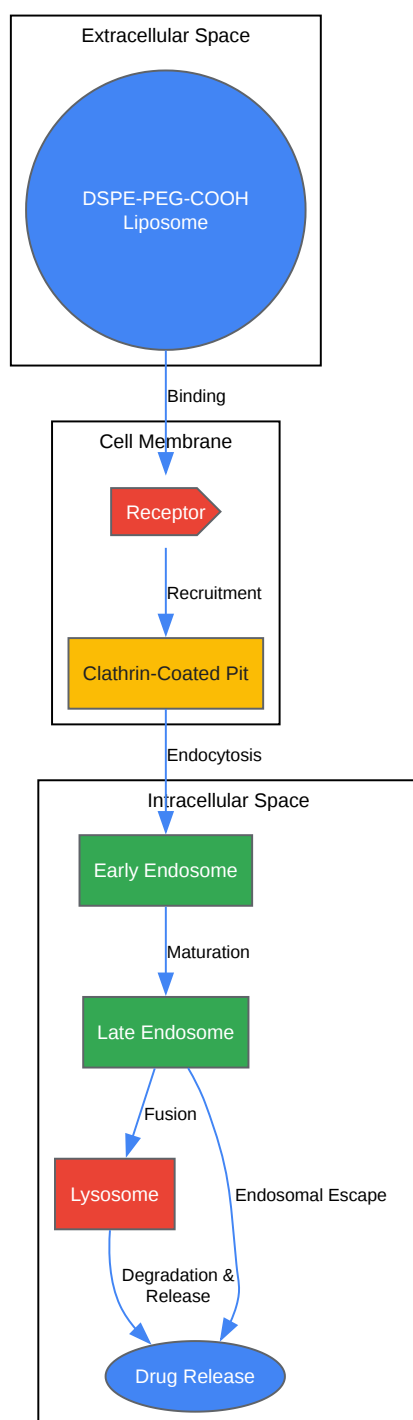 Extracellular Space
DSPE-PEG-COOH
Liposome
Binding
Cell Membrane
Receptor
Recruitment
Clathrin-Coated Pit
Endocytosis
Intracellular Space
Early Endosome
Maturation
Late Endosome
Fusion
Lysosome
Endosomal Escape
Degradation &
Release
Drug Release